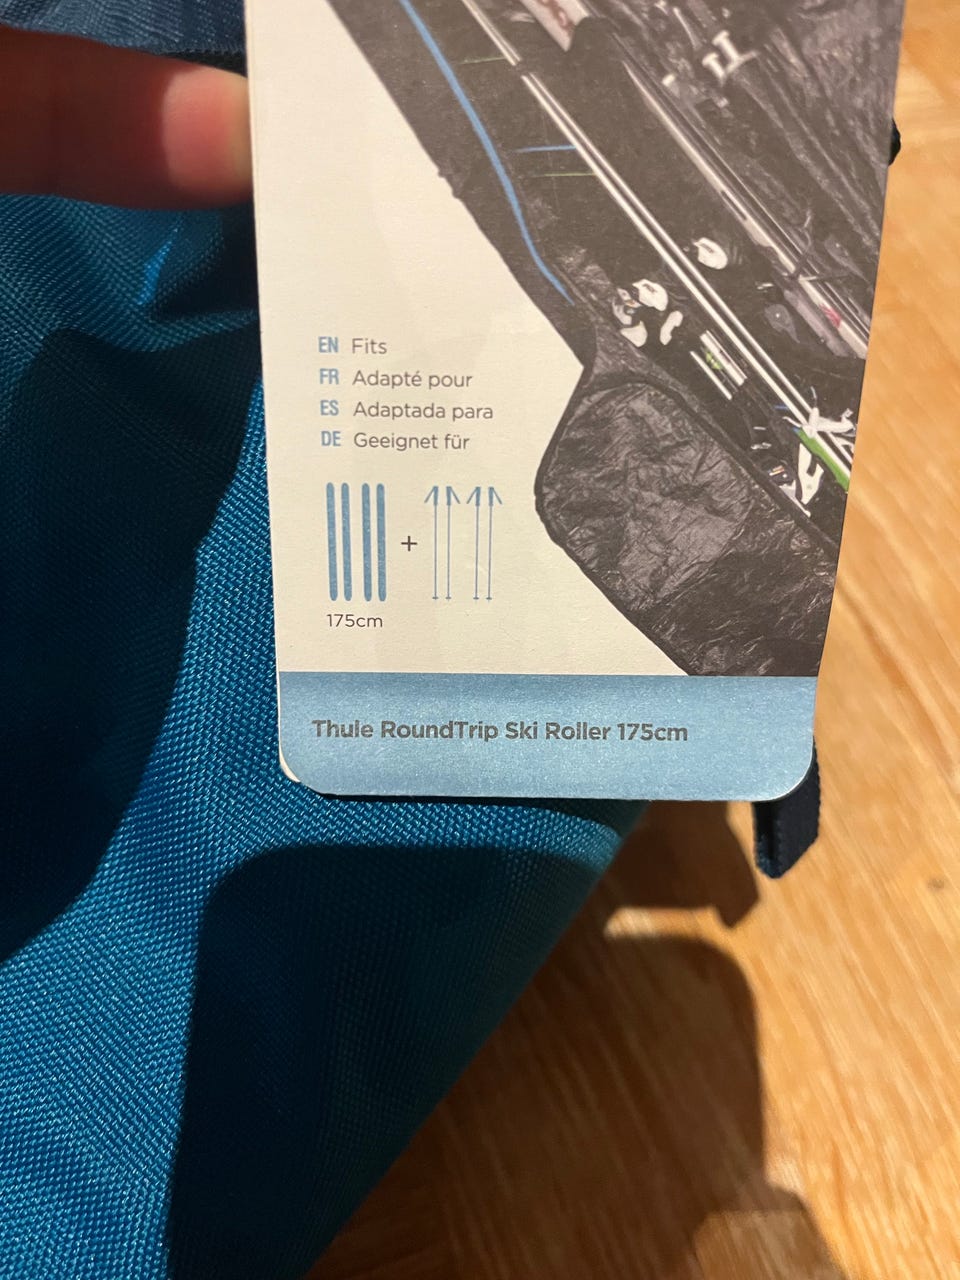 EN Fits
FR Adapté pour
ES Adaptada para
DE Geeignet für
+
175cm
Thule RoundTrip Ski Roller 175cm